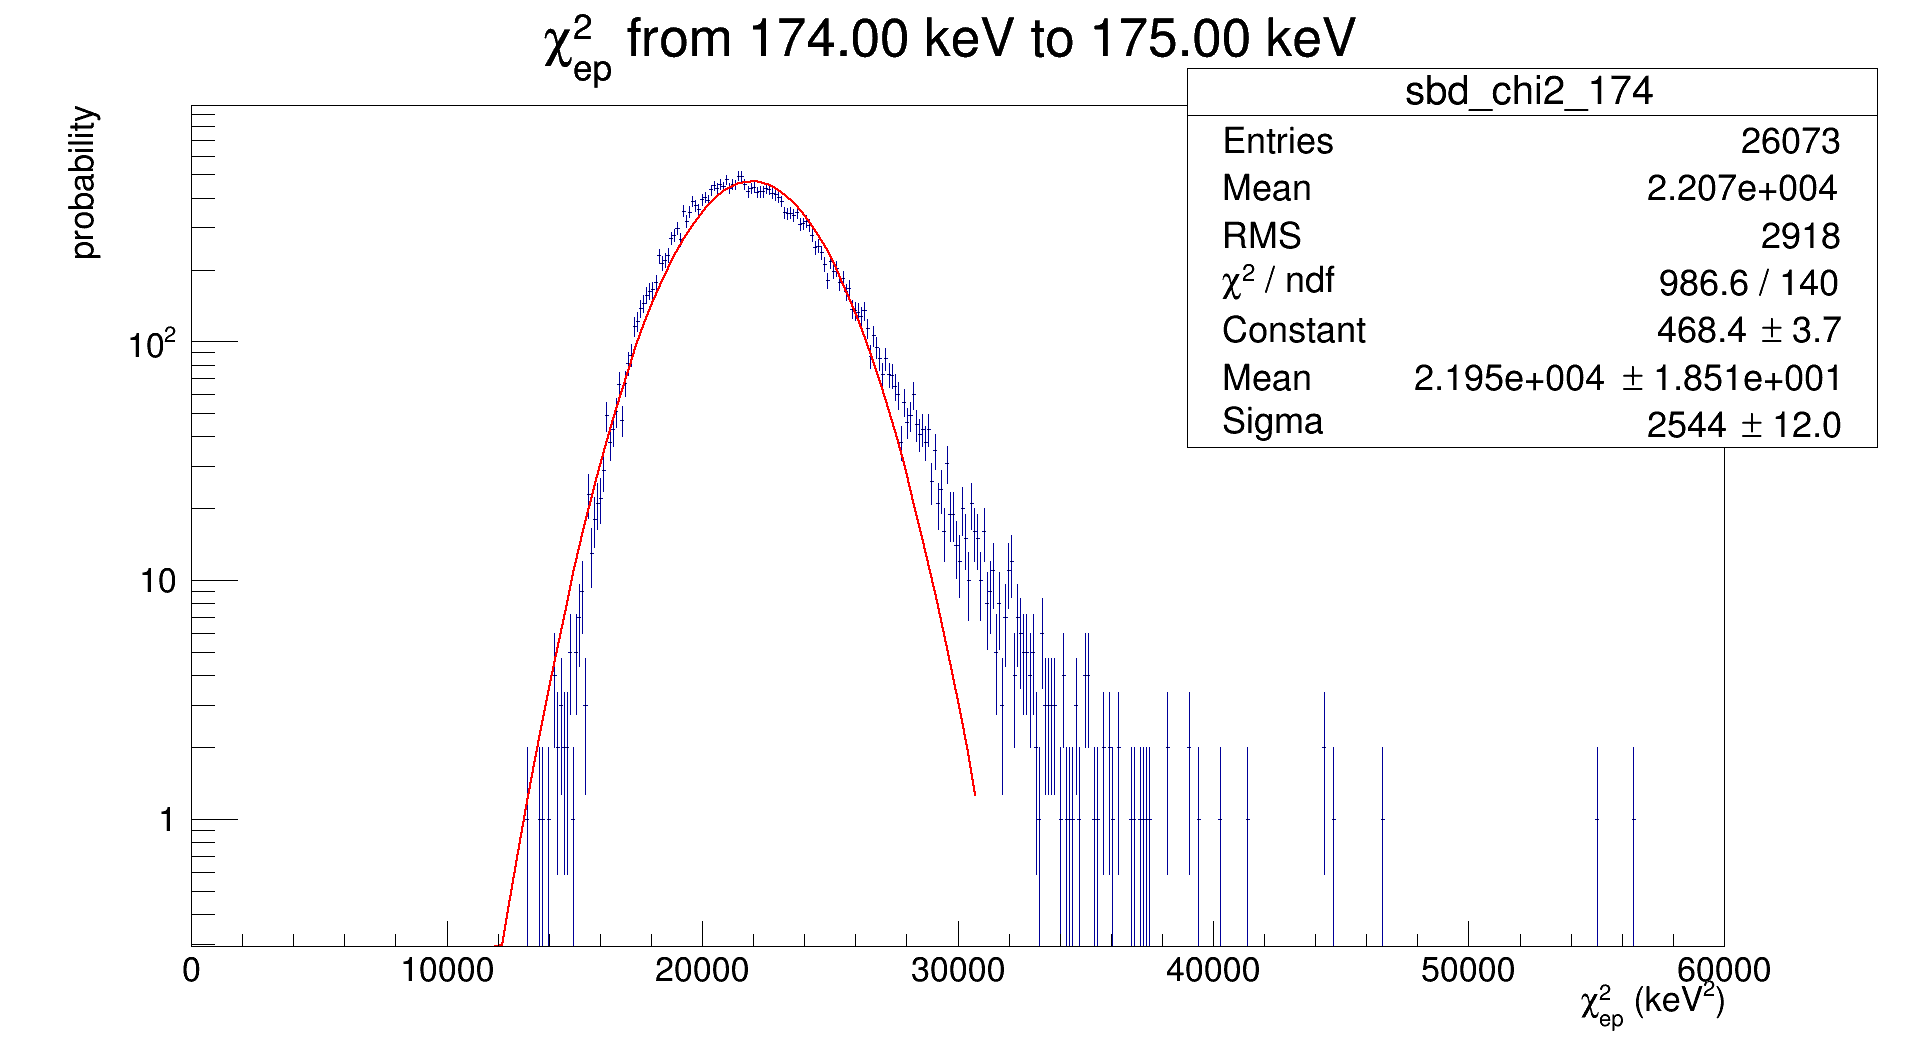 χ²ep from 174.00 keV to 175.00 keV
sbd_chi2_174
Entries 26073
Mean 2.207e+004
RMS 2918
χ² / ndf 986.6 / 140
Constant 468.4 ± 3.7
Mean 2.195e+004 ± 1.851e+001
Sigma 2544 ± 12.0
probability
10²
10
1
0 10000 20000 30000 40000 50000 60000
χ²ep (keV²)